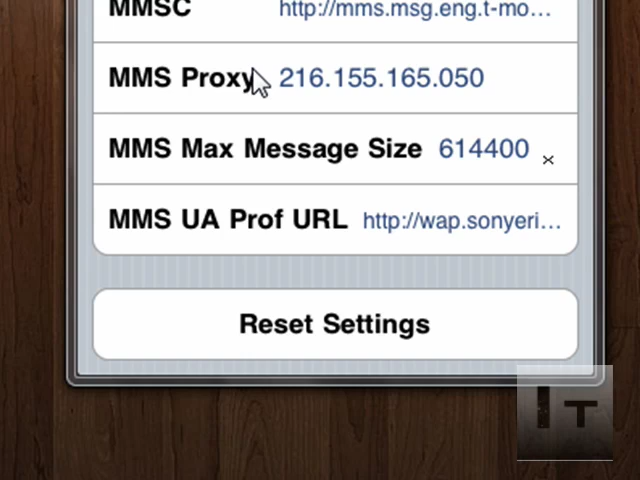 MMSC http://mms.msg.eng.t-mo...
MMS Proxy 216.155.165.050
MMS Max Message Size 614400
MMS UA Prof URL http://wap.sonyeri...
Reset Settings
IT